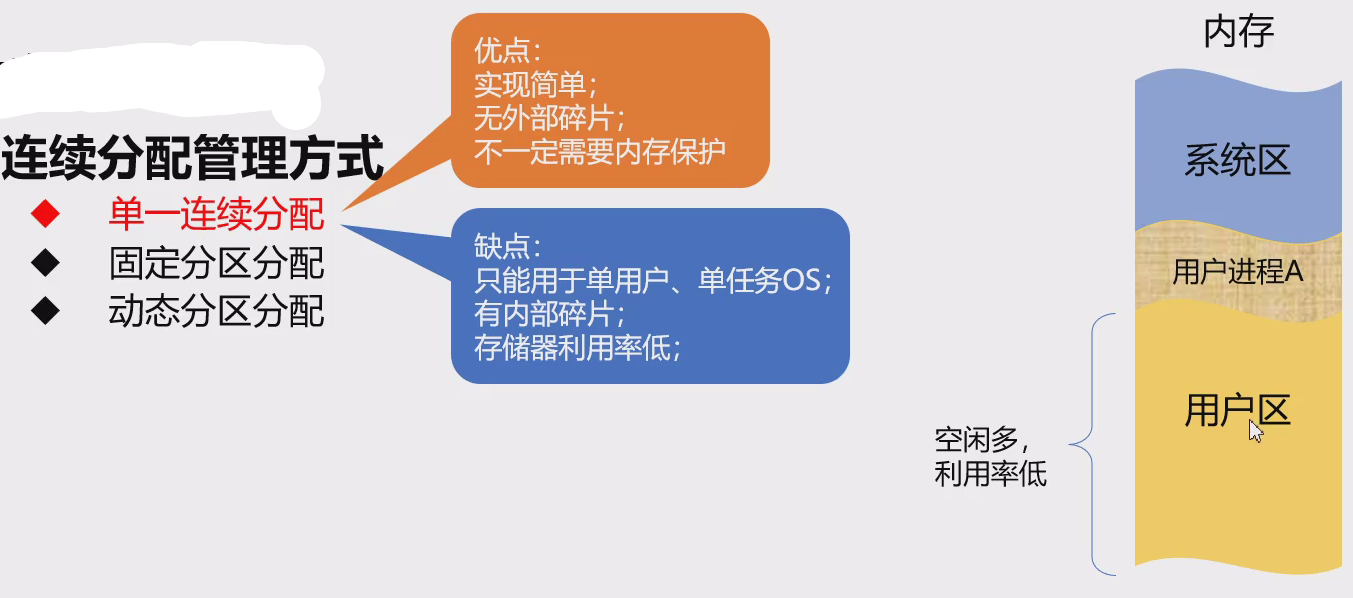 连续分配管理方式
单一连续分配
固定分区分配
动态分区分配
优点：
实现简单；
无外部碎片；
不一定需要内存保护
缺点：
只能用于单用户、单任务OS；
有内部碎片；
存储器利用率低；
内存
系统区
用户进程A
用户区
空闲多，
利用率低